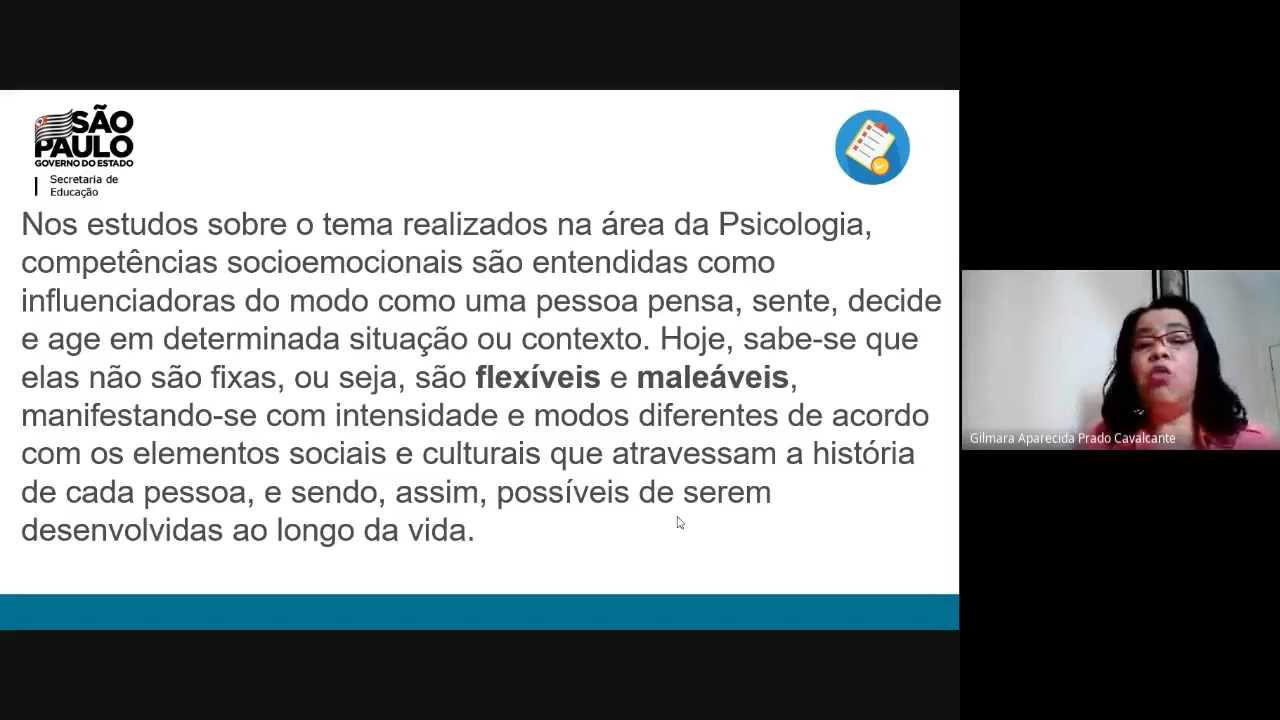 SÃO
PAULO
GOVERNO DO ESTADO
Secretaria de
Educação
Nos estudos sobre o tema realizados na área da Psicologia,
competências socioemocionais são entendidas como
influenciadoras do modo como uma pessoa pensa, sente, decide
e age em determinada situação ou contexto. Hoje, sabe-se que
elas não são fixas, ou seja, são flexíveis e maleáveis,
manifestando-se com intensidade e modos diferentes de acordo
com os elementos sociais e culturais que atravessam a história
de cada pessoa, e sendo, assim, possíveis de serem
desenvolvidas ao longo da vida.
Gilmara Aparecida Prado Cavalcante